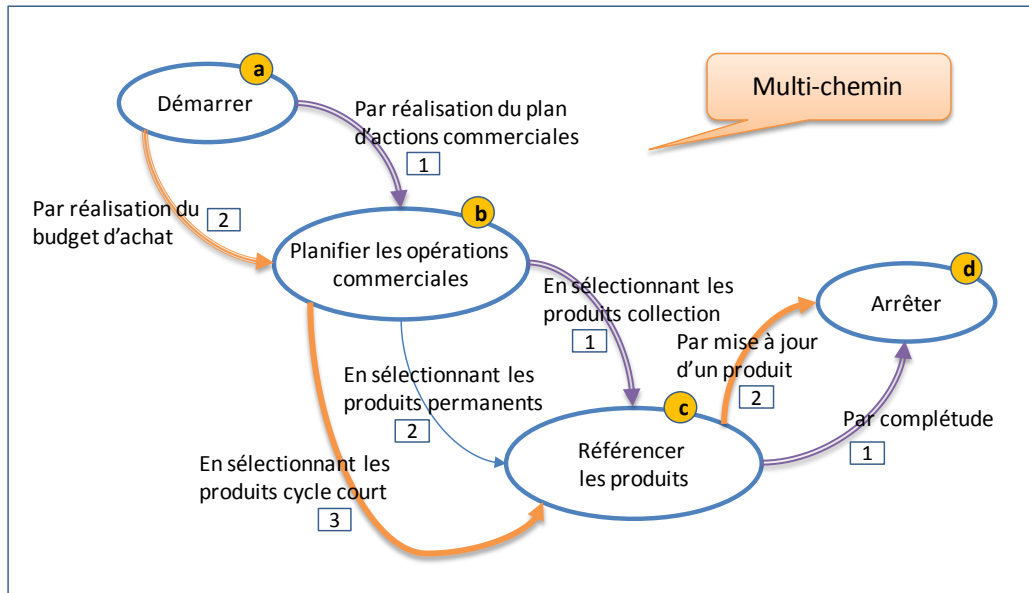 a
Démarrer
Multi-chemin
Par réalisation du plan
d'actions commerciales
1
Par réalisation du
budget d'achat
2
b
Planifier les opérations
commerciales
d
Arrêter
En sélectionnant les
produits collection
1
Par mise à jour
d'un produit
2
En sélectionnant les
produits permanents
2
c
Référencer
les produits
Par complétude
1
En sélectionnant les
produits cycle court
3